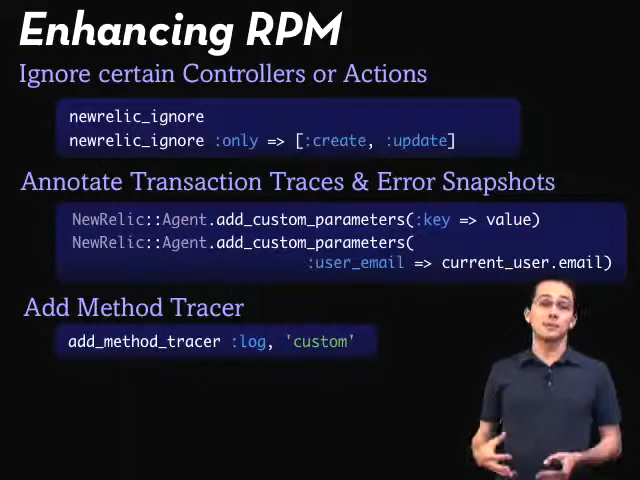 Enhancing RPM
Ignore certain Controllers or Actions
newrelic_ignore
newrelic_ignore :only => [:create, :update]
Annotate Transaction Traces & Error Snapshots
NewRelic::Agent.add_custom_parameters(:key => value)
NewRelic::Agent.add_custom_parameters(
:user_email => current_user.email)
Add Method Tracer
add_method_tracer :log, 'custom'